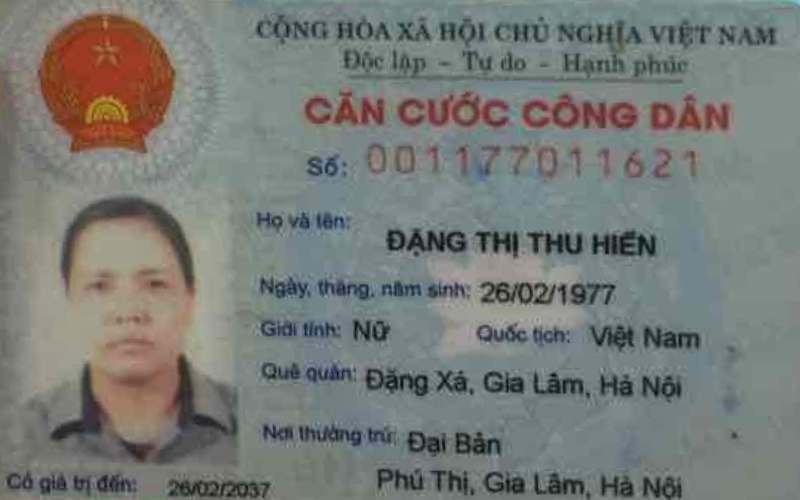 CỘNG HÒA XÃ HỘI CHỦ NGHĨA VIỆT NAM
Độc lập - Tự do - Hạnh phúc
CĂN CƯỚC CÔNG DÂN
Số: 001177011621
Họ và tên: ĐẶNG THỊ THU HIỀN
Ngày, tháng, năm sinh: 26/02/1977
Giới tính: Nữ Quốc tịch: Việt Nam
Quê quán: Đặng Xá, Gia Lâm, Hà Nội
Nơi thường trú: Đại Bản
Phú Thị, Gia Lâm, Hà Nội
Có giá trị đến: 26/02/2037